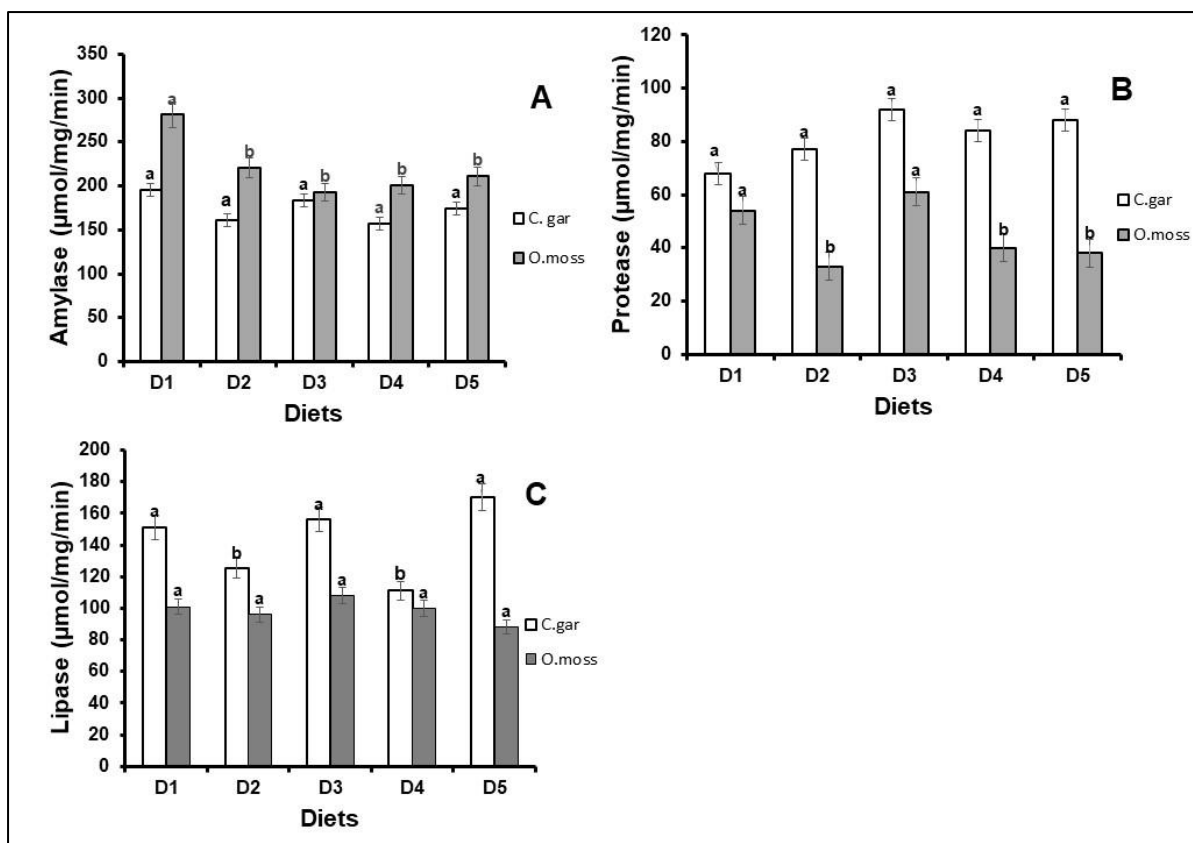 A
Amylase (µmol/mg/min)
350
300
250
200
150
100
50
0
a
a
a
b
a
b
a
b
a
b
D1 D2 D3 D4 D5
Diets
C. gar
O.moss
B
Protease (µmol/mg/min)
120
100
80
60
40
20
0
a
a
a
b
a
a
a
b
a
b
D1 D2 D3 D4 D5
Diets
C.gar
O.moss
C
Lipase (µmol/mg/min)
200
180
160
140
120
100
80
60
40
20
0
a
a
b
a
a
a
b
a
a
a
D1 D2 D3 D4 D5
Diets
C.gar
O.moss